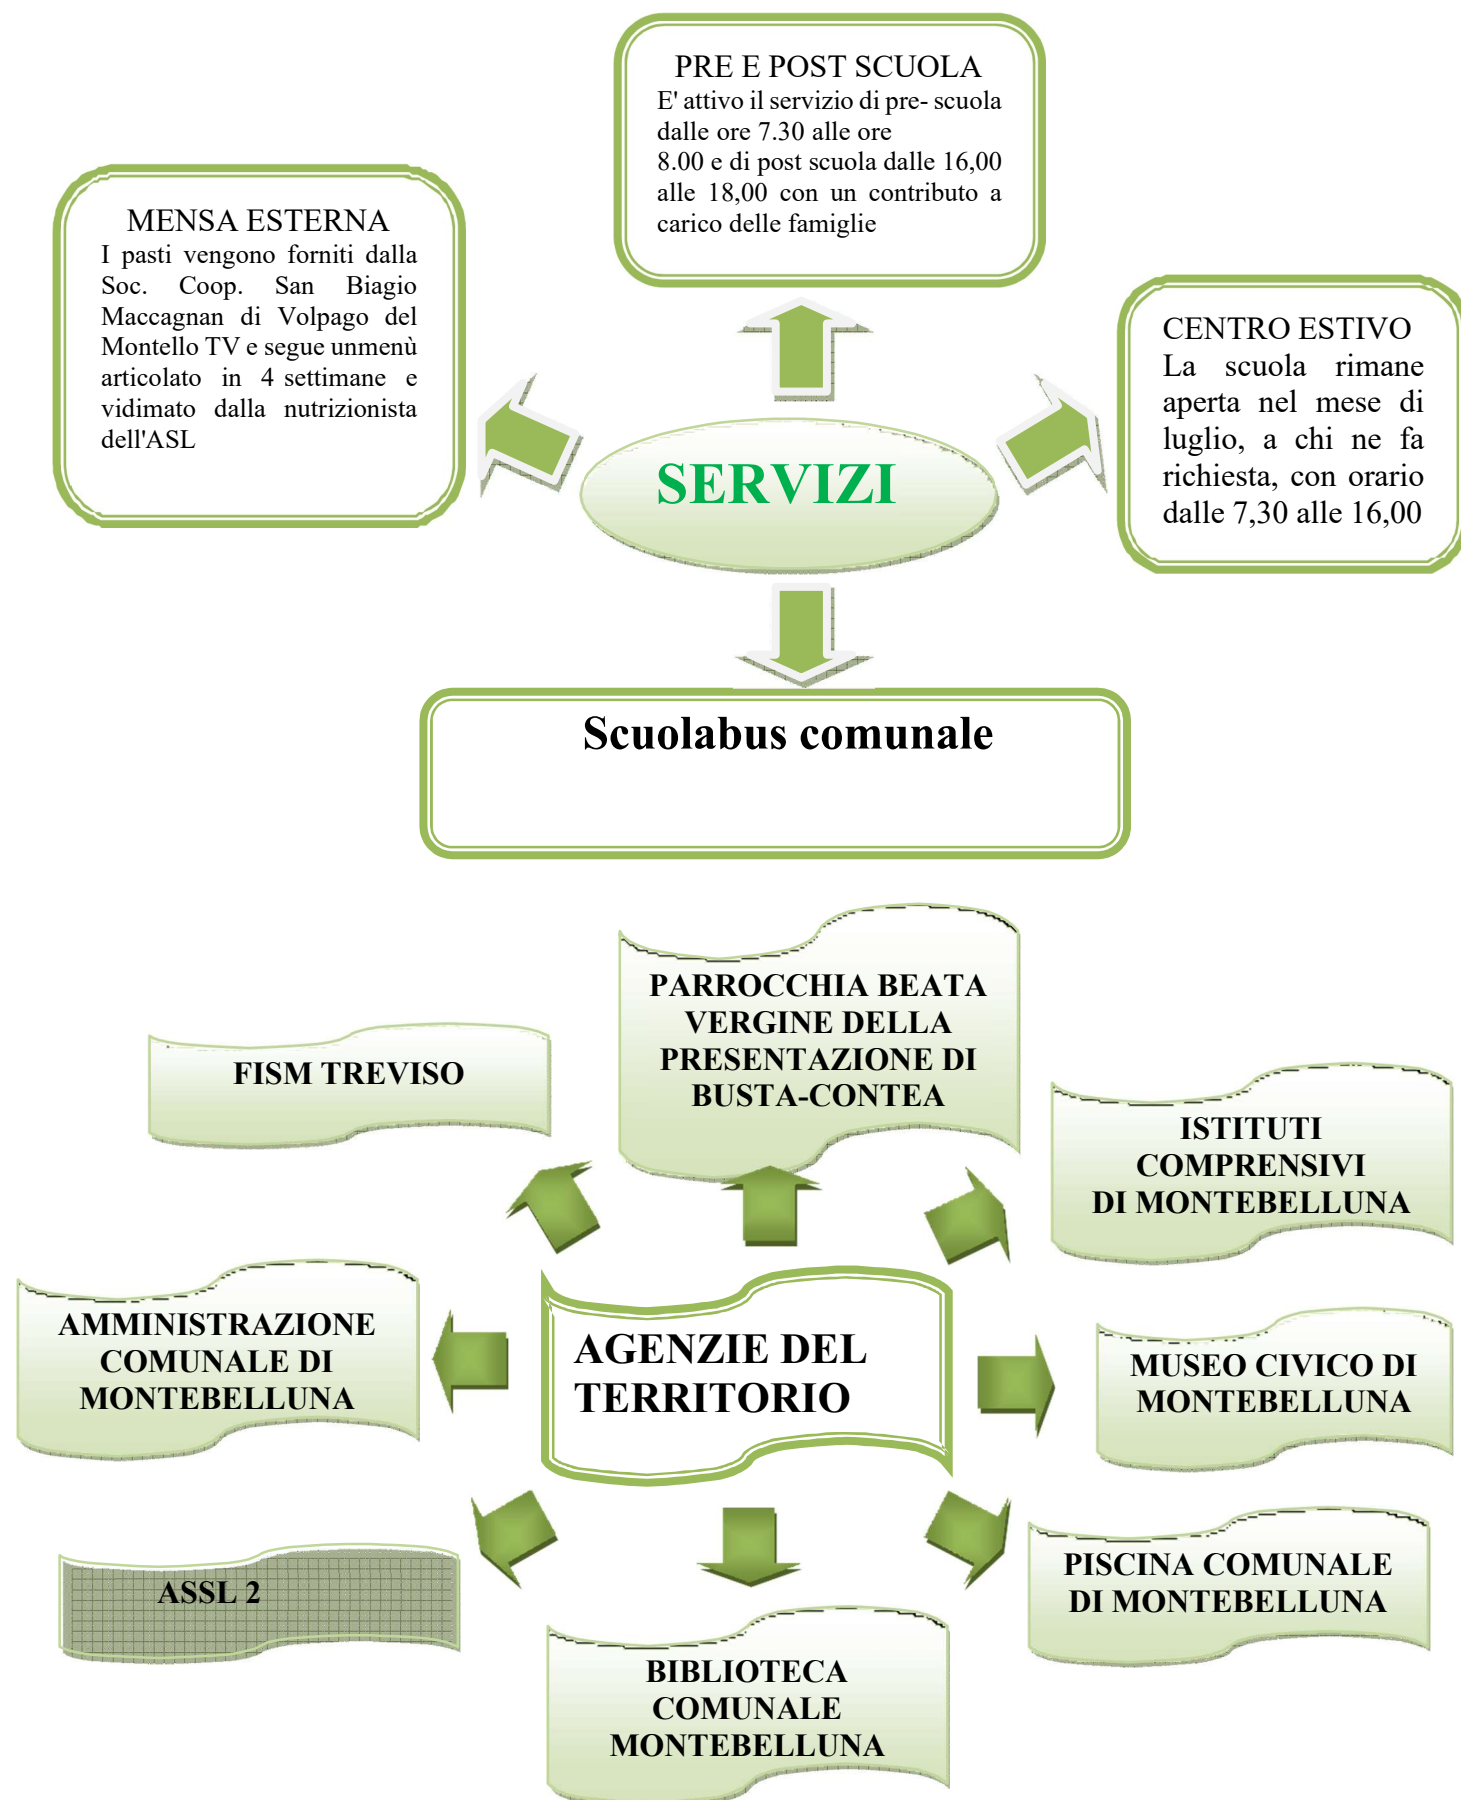 PRE E POST SCUOLA
E' attivo il servizio di pre- scuola
dalle ore 7.30 alle ore
8.00 e di post scuola dalle 16,00
alle 18,00 con un contributo a
carico delle famiglie
MENSA ESTERNA
I pasti vengono forniti dalla
Soc. Coop. San Biagio
Maccagnan di Volpago del
Montello TV e segue unmenù
articolato in 4 settimane e
vidimato dalla nutrizionista
dell'ASL
CENTRO ESTIVO
La scuola rimane
aperta nel mese di
luglio, a chi ne fa
richiesta, con orario
dalle 7,30 alle 16,00
SERVIZI
Scuolabus comunale
PARROCCHIA BEATA
VERGINE DELLA
PRESENTAZIONE DI
BUSTA-CONTEA
FISM TREVISO
ISTITUTI
COMPRENSIVI
DI MONTEBELLUNA
AMMINISTRAZIONE
COMUNALE DI
MONTEBELLUNA
AGENZIE DEL
TERRITORIO
MUSEO CIVICO DI
MONTEBELLUNA
ASSL 2
PISCINA COMUNALE
DI MONTEBELLUNA
BIBLIOTECA
COMUNALE
MONTEBELLUNA